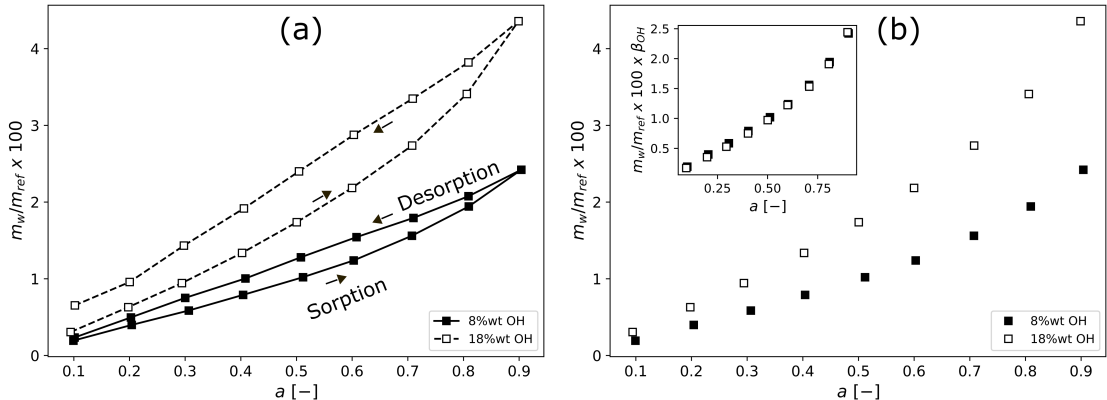 (a)
m_w/m_ref x 100
4
3
2
1
0
Desorption
Sorption
8%wt OH
18%wt OH
0.1 0.2 0.3 0.4 0.5 0.6 0.7 0.8 0.9
a [−]
(b)
m_w/m_ref x 100
4
3
2
1
0
m_w/m_ref x 100 x β_OH
2.5
2.0
1.5
1.0
0.5
0.25 0.50 0.75
a [−]
8%wt OH
18%wt OH
0.1 0.2 0.3 0.4 0.5 0.6 0.7 0.8 0.9
a [−]